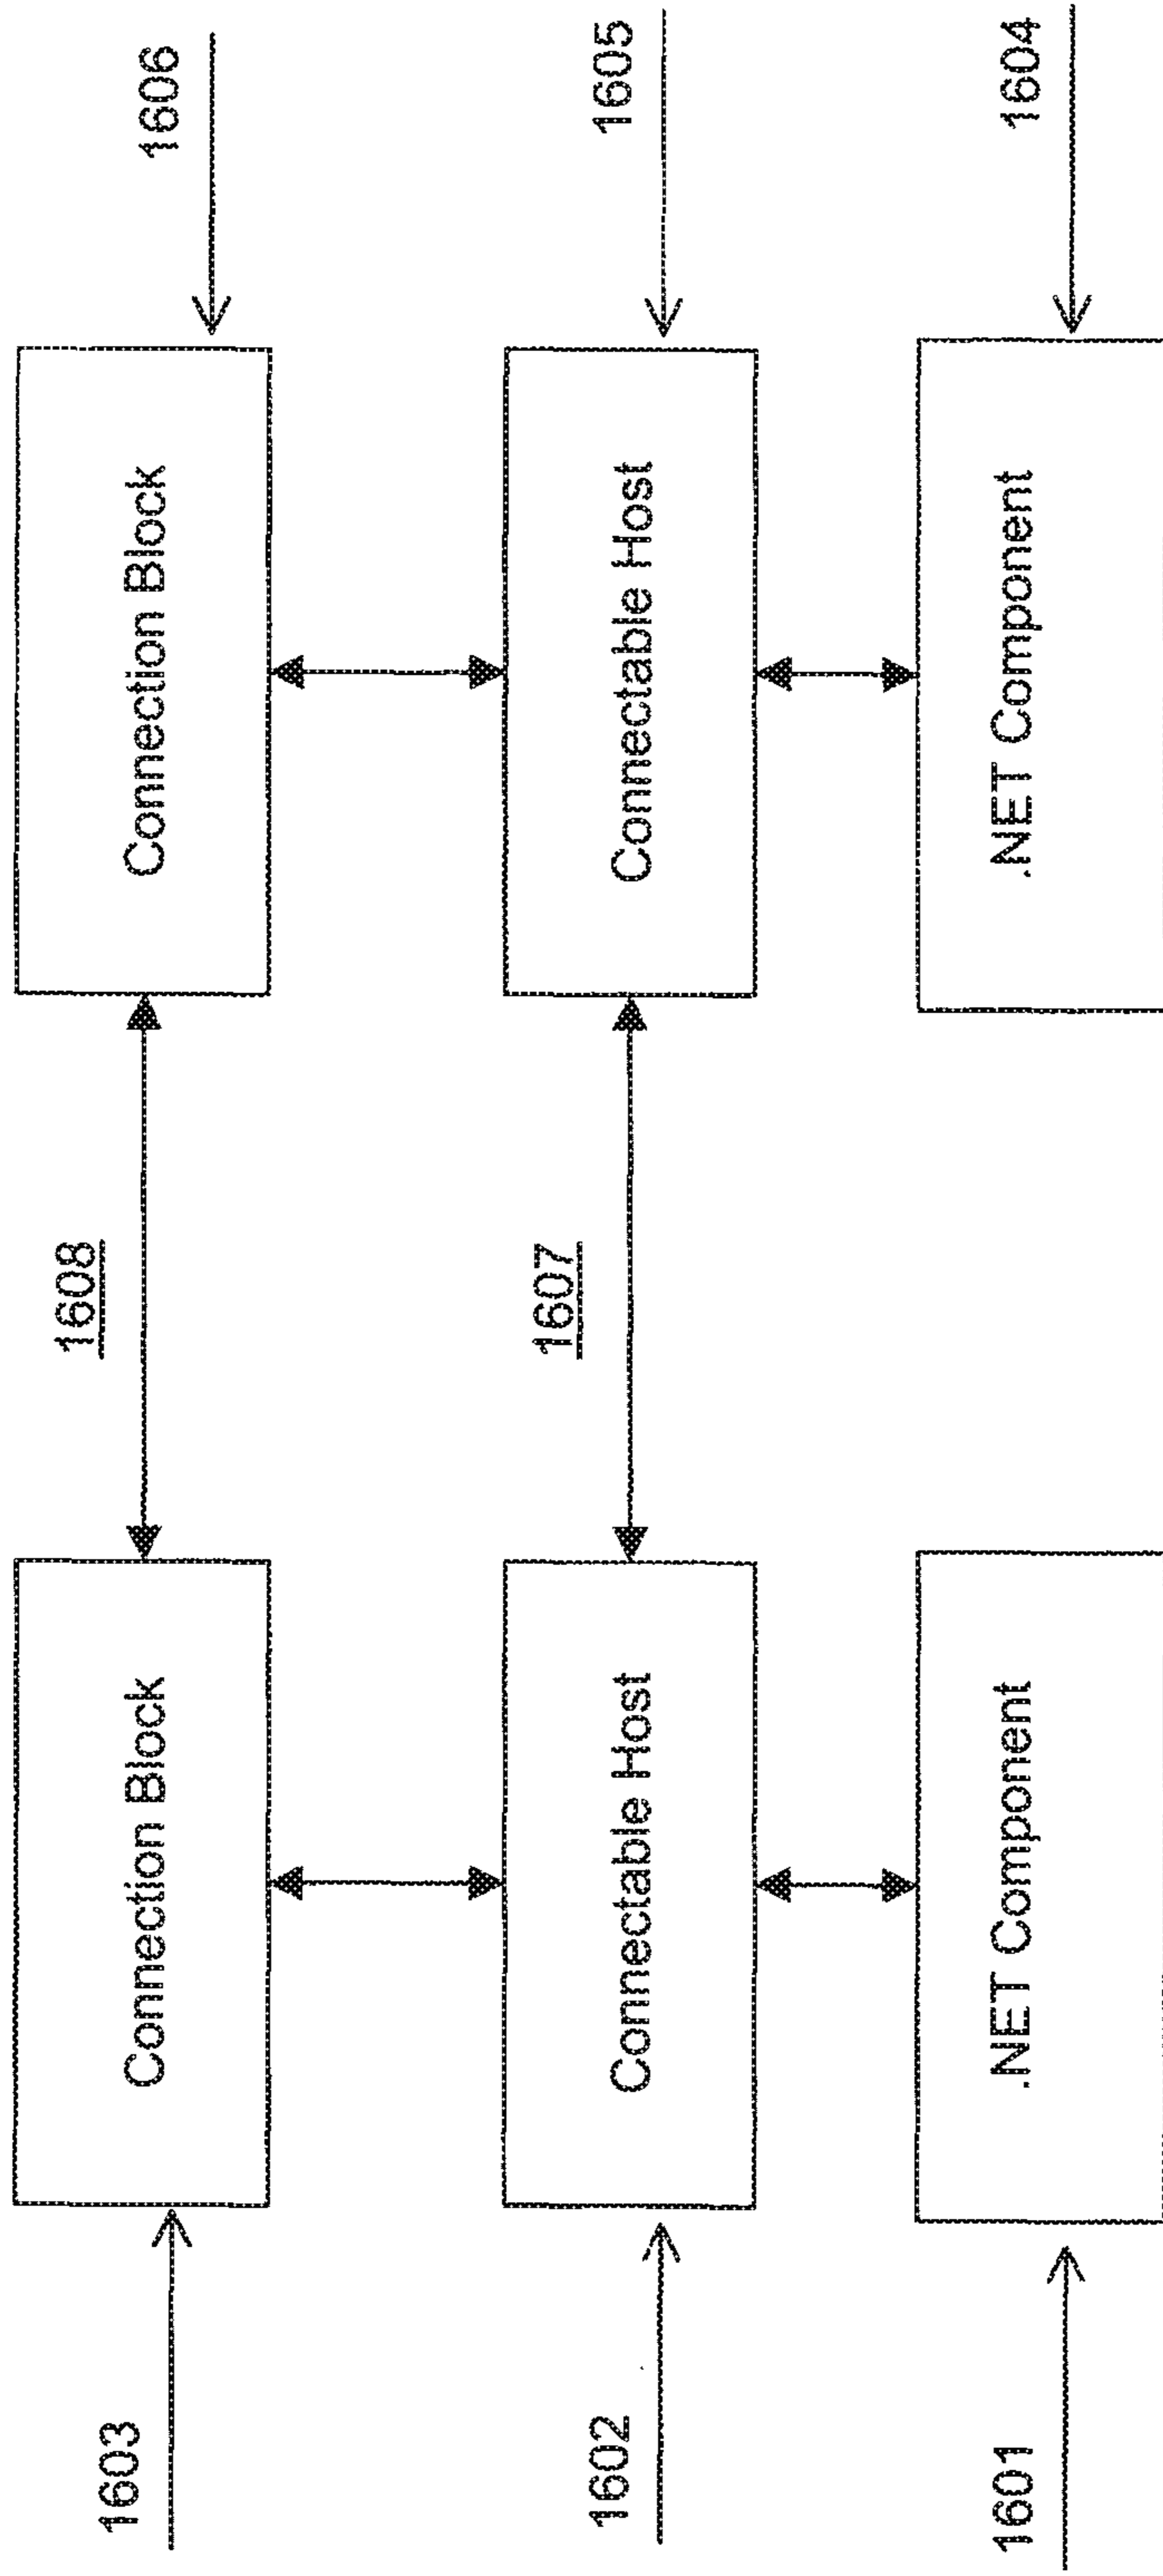 1608
1603
Connection Block
Connection Block
1606
1607
1602
Connectable Host
Connectable Host
1605
1601
.NET Component
.NET Component
1604